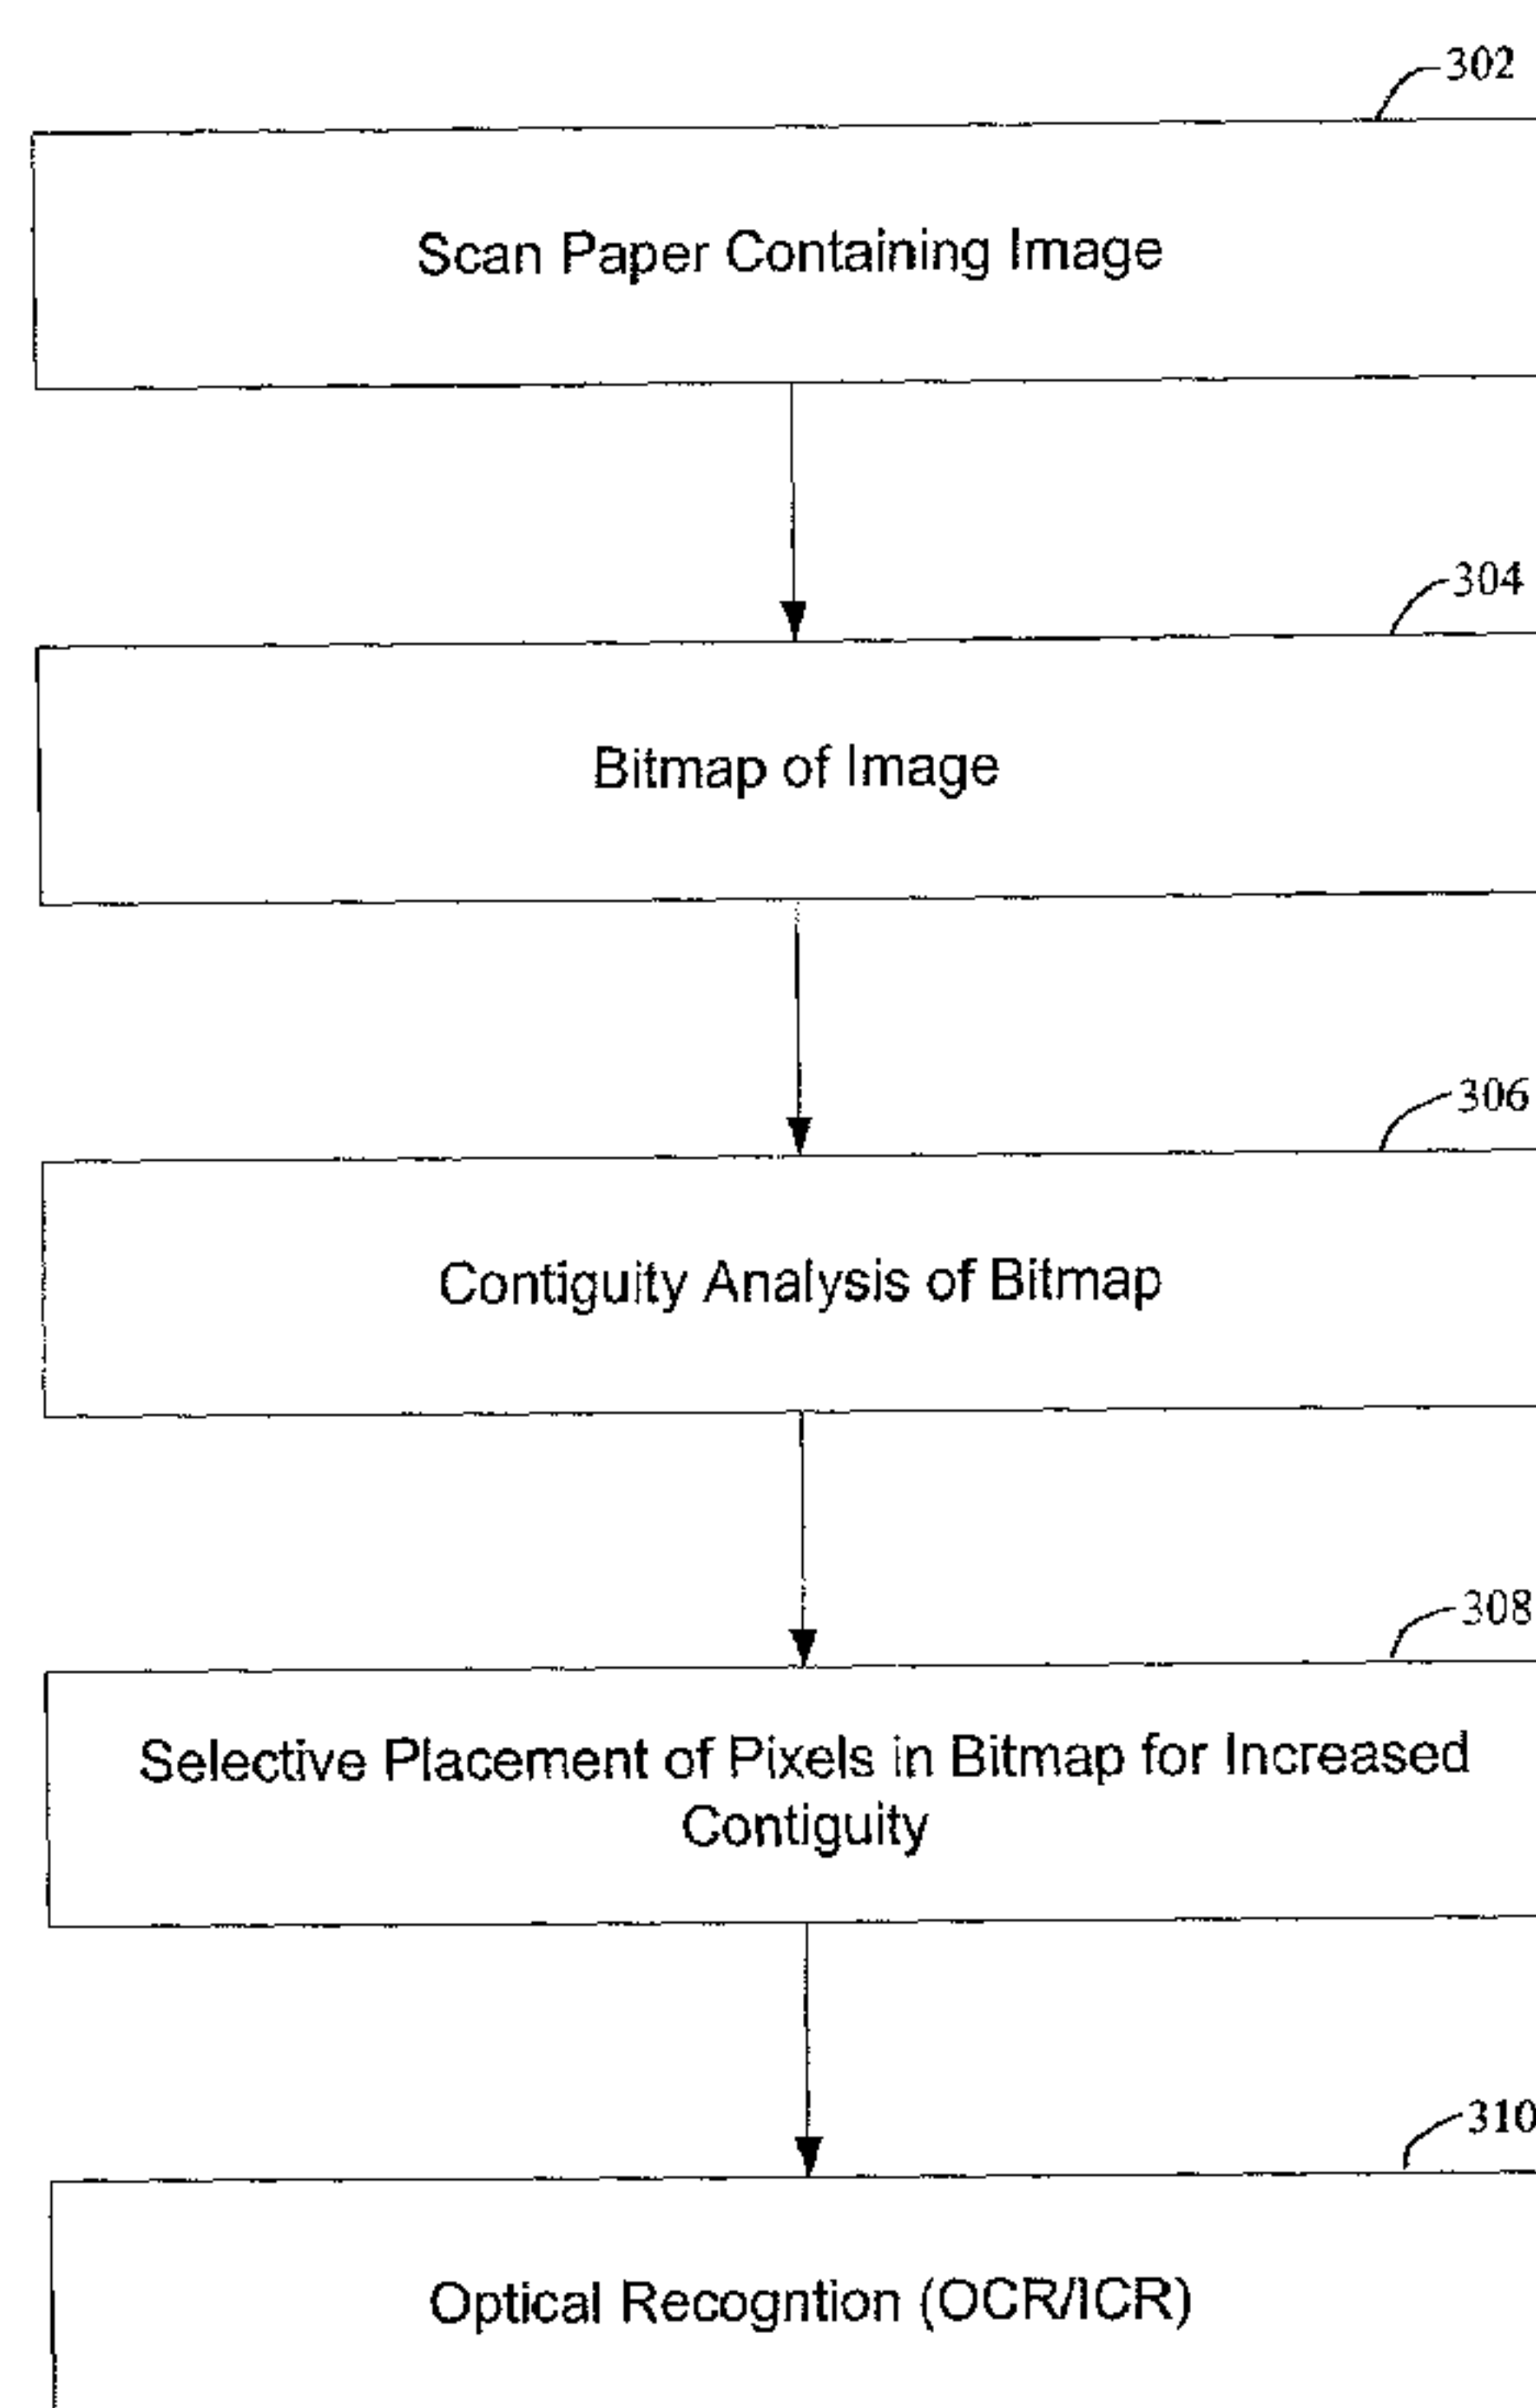 302
Scan Paper Containing Image
304
Bitmap of Image
306
Contiguity Analysis of Bitmap
308
Selective Placement of Pixels in Bitmap for Increased
Contiguity
310
Optical Recogntion (OCR/ICR)